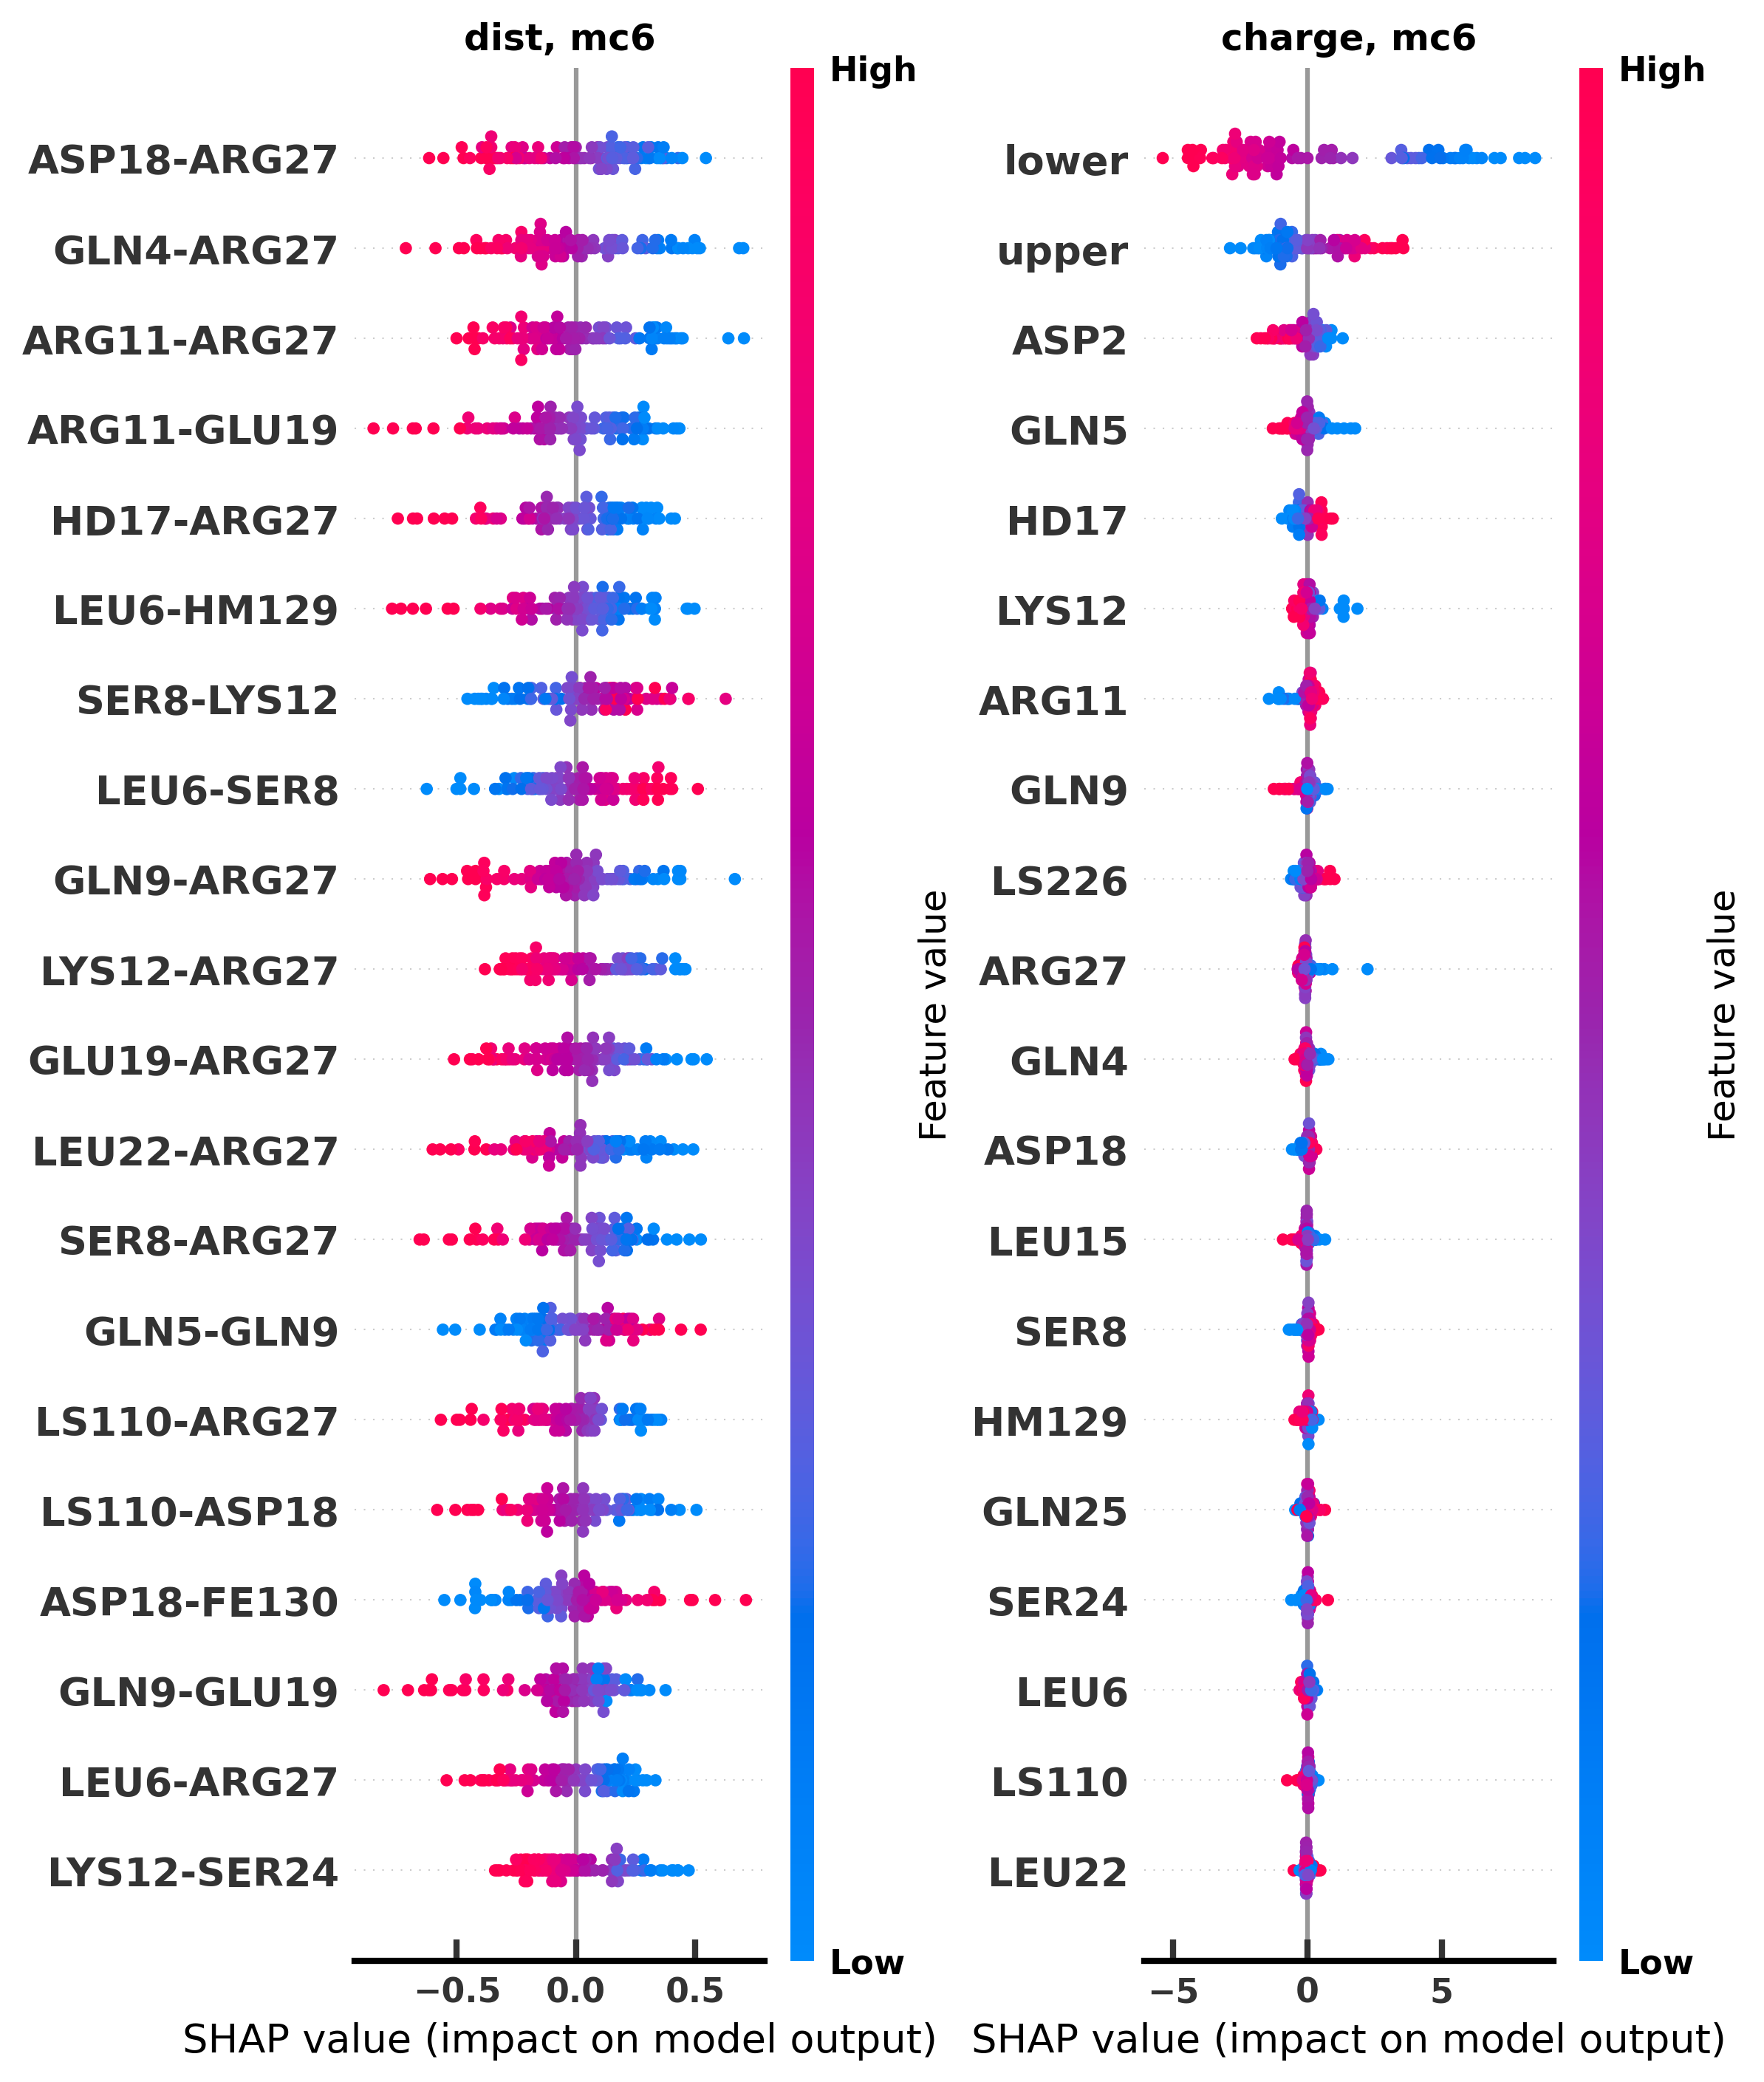 dist, mc6
High
ASP18-ARG27
GLN4-ARG27
ARG11-ARG27
ARG11-GLU19
HD17-ARG27
LEU6-HM129
SER8-LYS12
LEU6-SER8
GLN9-ARG27
LYS12-ARG27
GLU19-ARG27
LEU22-ARG27
SER8-ARG27
GLN5-GLN9
LS110-ARG27
LS110-ASP18
ASP18-FE130
GLN9-GLU19
LEU6-ARG27
LYS12-SER24
Feature value
Low
−0.5 0.0 0.5
SHAP value (impact on model output)
charge, mc6
High
lower
upper
ASP2
GLN5
HD17
LYS12
ARG11
GLN9
LS226
ARG27
GLN4
ASP18
LEU15
SER8
HM129
GLN25
SER24
LEU6
LS110
LEU22
Feature value
Low
−5 0 5
SHAP value (impact on model output)